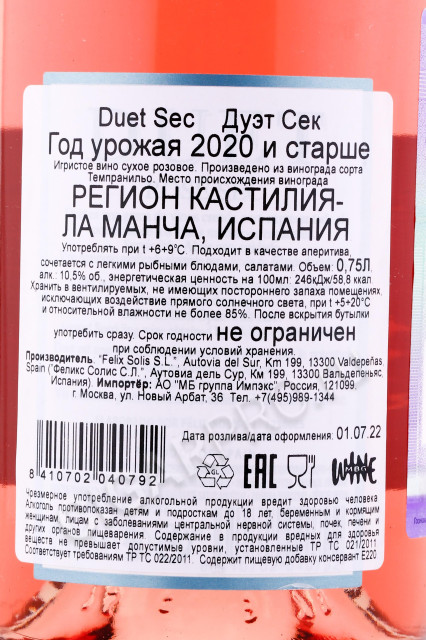 Duet Sec Дуэт Сек
Год урожая 2020 и старше
Игристое вино сухое розовое. Произведено из винограда сорта
Темпранильо. Место происхождения винограда
РЕГИОН КАСТИЛИЯ-
ЛА МАНЧА, ИСПАНИЯ
Употреблять при t +6+9°C. Подходит в качестве аперитива,
сочетается с легкими рыбными блюдами, салатами. Объем: 0,75Л,
алк.: 10,5% об., энергетическая ценность на 100мл: 246кДж/58,8 ккал
Хранить в вентилируемых, не имеющих постороннего запаха помещениях,
исключающих воздействие прямого солнечного света, при t +5+20°C
и относительной влажности не более 85%. После вскрытия бутылки
употребить сразу. Срок годности не ограничен
при соблюдении условий хранения.
Производитель: "Felix Solis S.L.", Autovia del Sur, Km 199, 13300 Valdepeñas,
Spain ("Феликс Солис С.Л.", Аутовиа дель Сур, Км 199, 13300 Вальдепеньяс,
Испания). Импортёр: АО "МБ группа Импэкс", Россия, 121099,
г. Москва, ул. Новый Арбат, 36 Тел. +7(495)989-1344
Дата розлива/дата оформления: 01.07.22
8 410702 040792
EAC
WINE
MBG
Чрезмерное употребление алкогольной продукции вредит здоровью человека
Алкоголь противопоказан детям и подросткам до 18 лет, беременным и кормящим
женщинам, лицам с заболеваниями центральной нервной системы, почек, печени и
других органов пищеварения. Содержание в продукции вредных для здоровья
веществ не превышает допустимые уровни, установленные ТР ТС 021/2011
Соответствует требованиям ТР ТС 022/2011. Содержит пищевую добавку консервант Е220